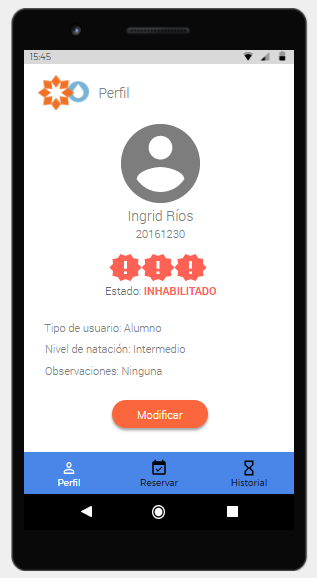 15:45
Perfil
Ingrid Ríos
20161230
Estado: INHABILITADO
Tipo de usuario: Alumno
Nivel de natación: Intermedio
Observaciones: Ninguna
Modificar
Perfil Reservar Historial